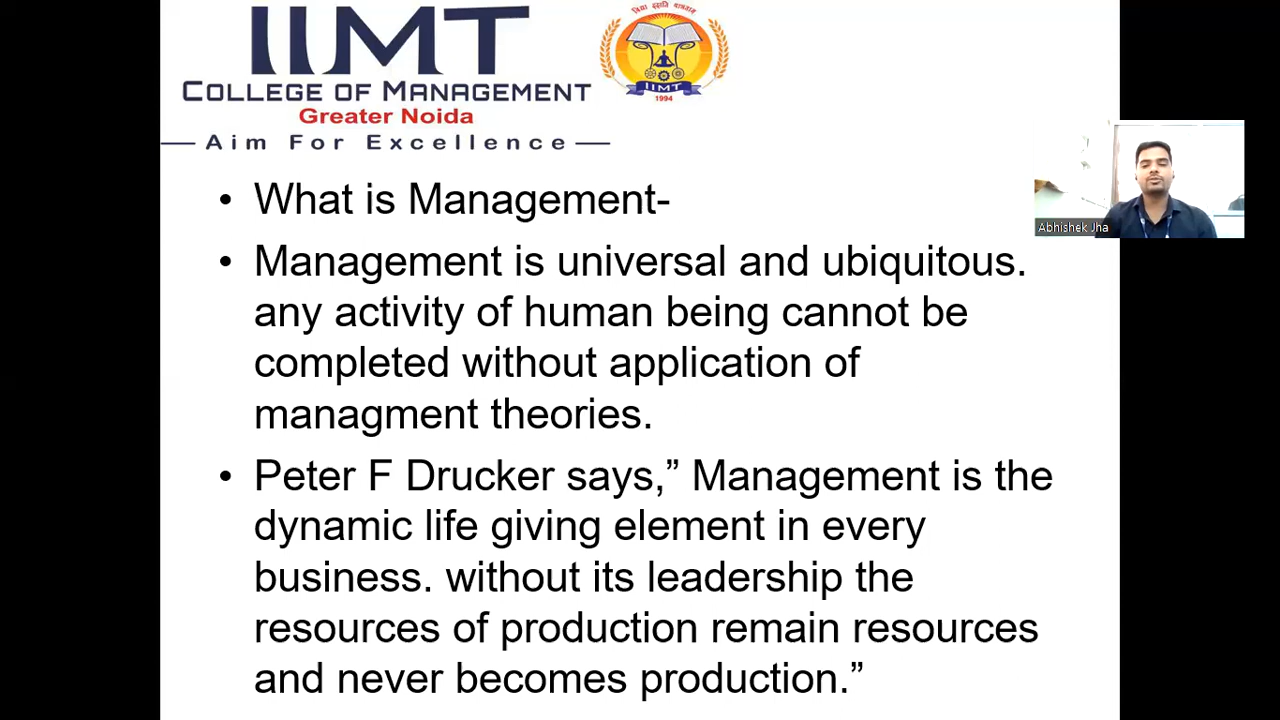 IIMT
COLLEGE OF MANAGEMENT
Greater Noida
Aim For Excellence
IIMT
1994
Abhishek Jha
• What is Management-
• Management is universal and ubiquitous.
any activity of human being cannot be
completed without application of
managment theories.
• Peter F Drucker says,” Management is the
dynamic life giving element in every
business. without its leadership the
resources of production remain resources
and never becomes production.”